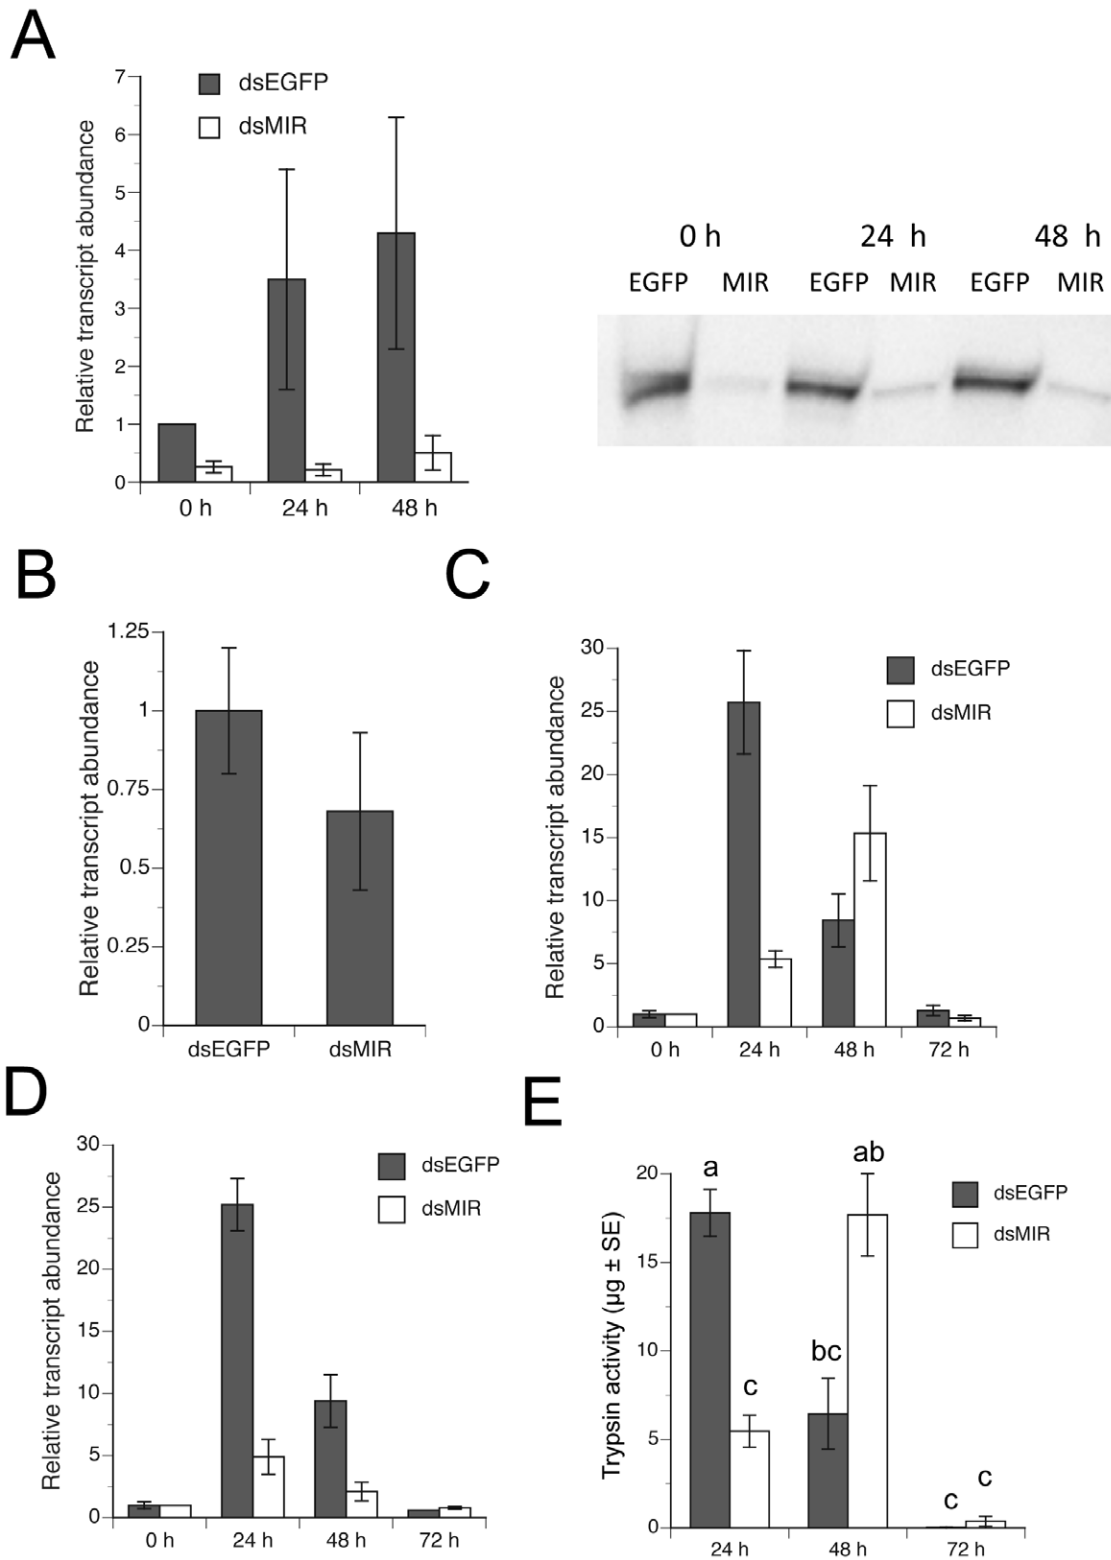 A
dsEGFP
dsMIR
Relative transcript abundance
7
6
5
4
3
2
1
0
0 h 24 h 48 h
0 h 24 h 48 h
EGFP MIR EGFP MIR EGFP MIR
B
Relative transcript abundance
1.25
1
0.75
0.5
0.25
0
dsEGFP dsMIR
C
dsEGFP
dsMIR
Relative transcript abundance
30
25
20
15
10
5
0
0 h 24 h 48 h 72 h
D
dsEGFP
dsMIR
Relative transcript abundance
30
25
20
15
10
5
0
0 h 24 h 48 h 72 h
E
dsEGFP
dsMIR
Trypsin activity (µg ± SE)
20
15
10
5
0
a c bc ab c c
24 h 48 h 72 h